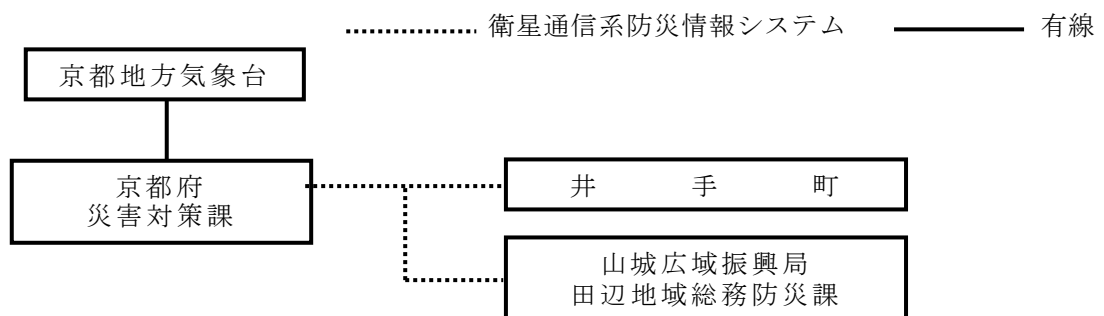 衛星通信系防災情報システム 有線
京都地方気象台
京都府
災害対策課
井手町
山城広域振興局
田辺地域総務防災課